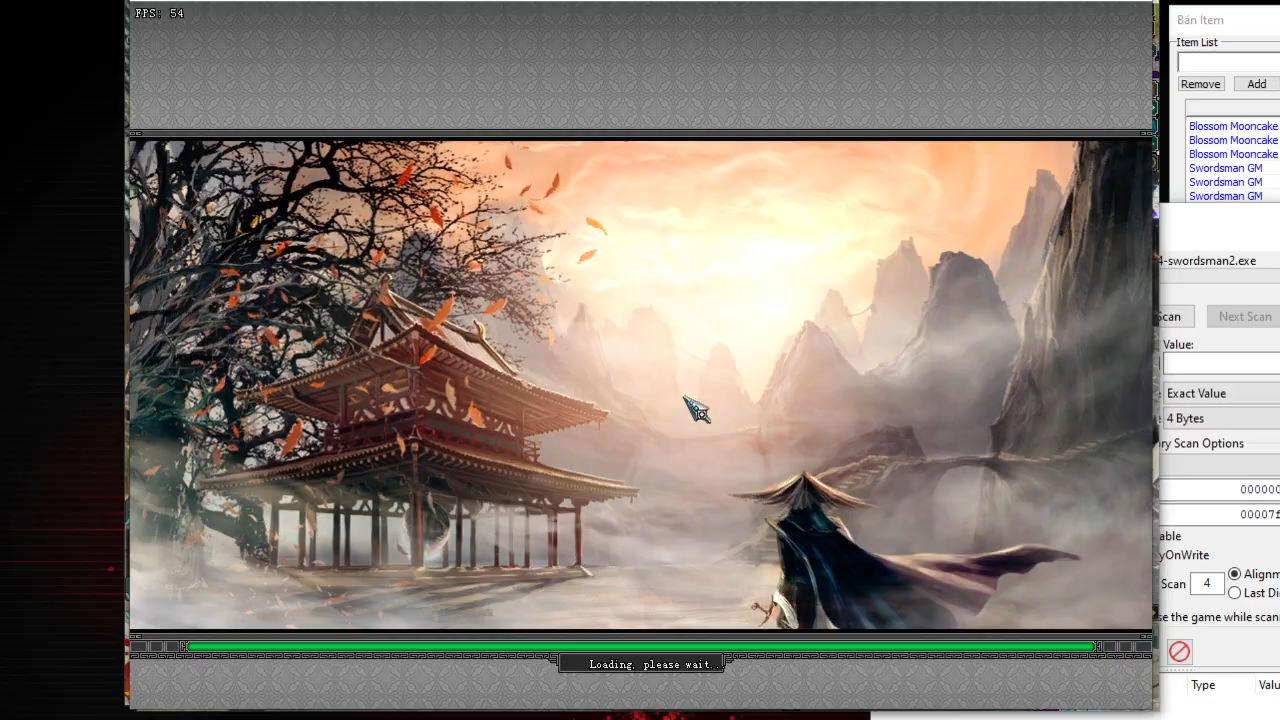 FPS: 54
Bán Item
Item List
Remove
Add
Blossom Mooncake
Blossom Mooncake
Blossom Mooncake
Swordsman GM
Swordsman GM
Swordsman GM
4-swordsman2.exe
Scan
Next Scan
Value:
Exact Value
4 Bytes
ry Scan Options
000000
00007f
able
yOnWrite
Scan
4
Alignm
Last Di
se the game while scan
Loading, please wait..
Type
Valu